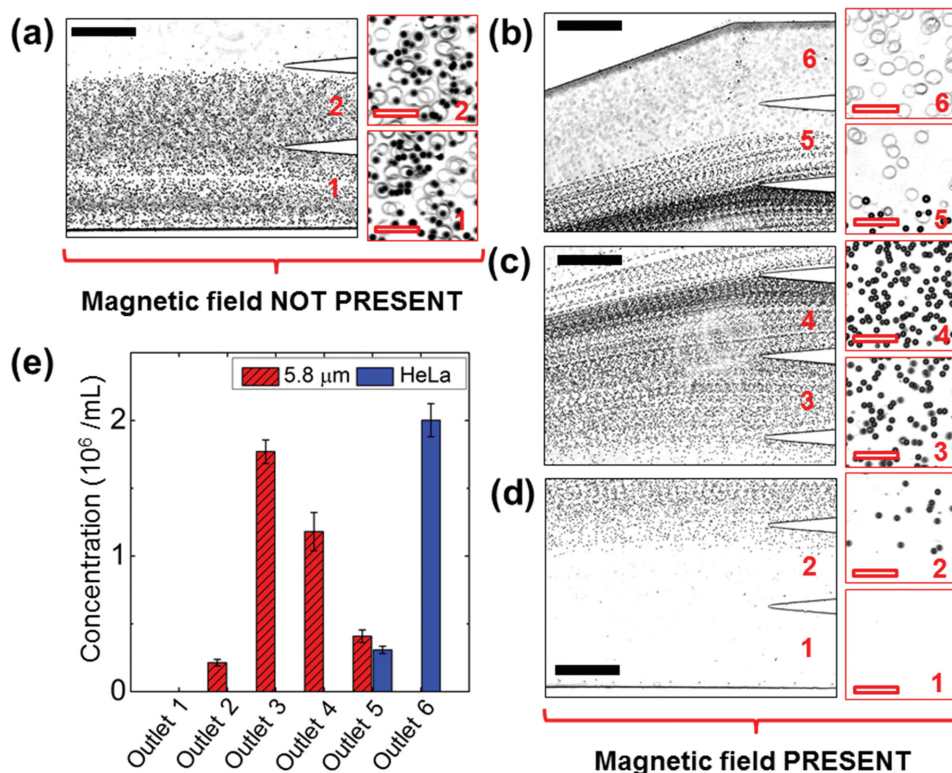 (a)
2
1
2
1
Magnetic field NOT PRESENT
(b)
6
5
6
5
(c)
4
3
4
3
(d)
2
1
2
1
Magnetic field PRESENT
(e)
5.8 μm
HeLa
Concentration (10⁶ /mL)
2
1
0
Outlet 1
Outlet 2
Outlet 3
Outlet 4
Outlet 5
Outlet 6